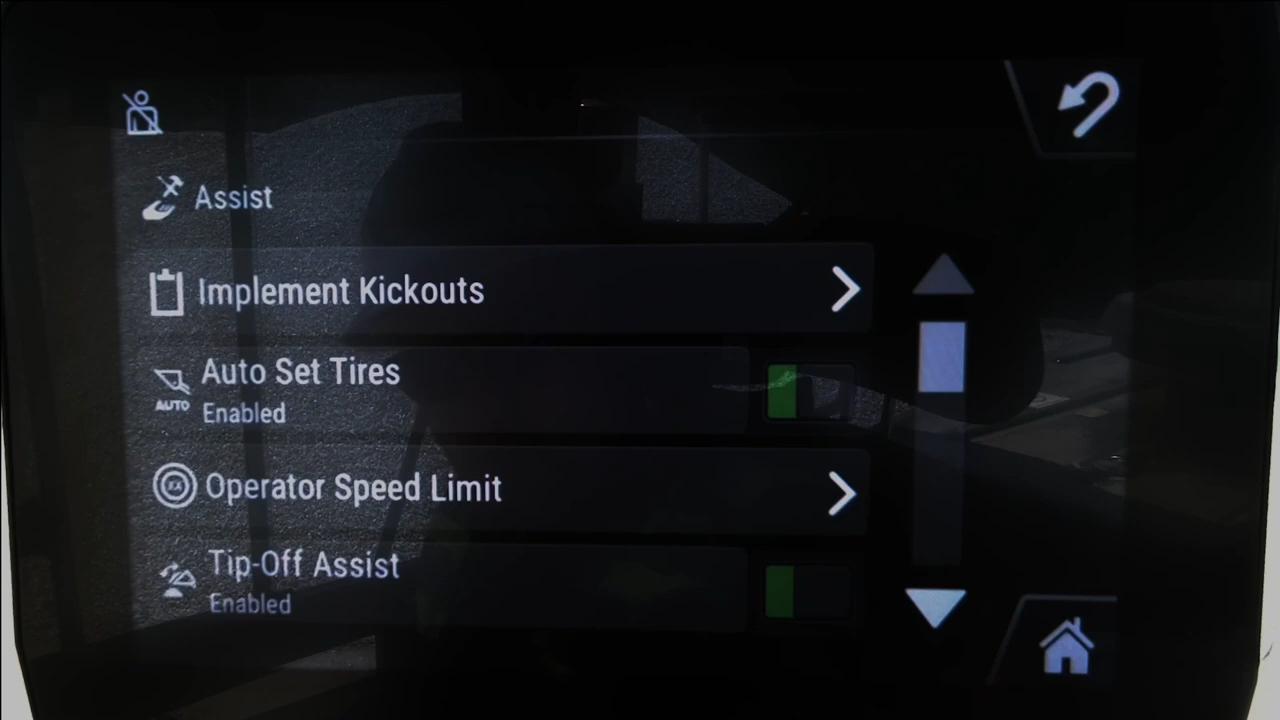 Assist
Implement Kickouts
Auto Set Tires
AUTO
Enabled
Operator Speed Limit
Tip-Off Assist
Enabled